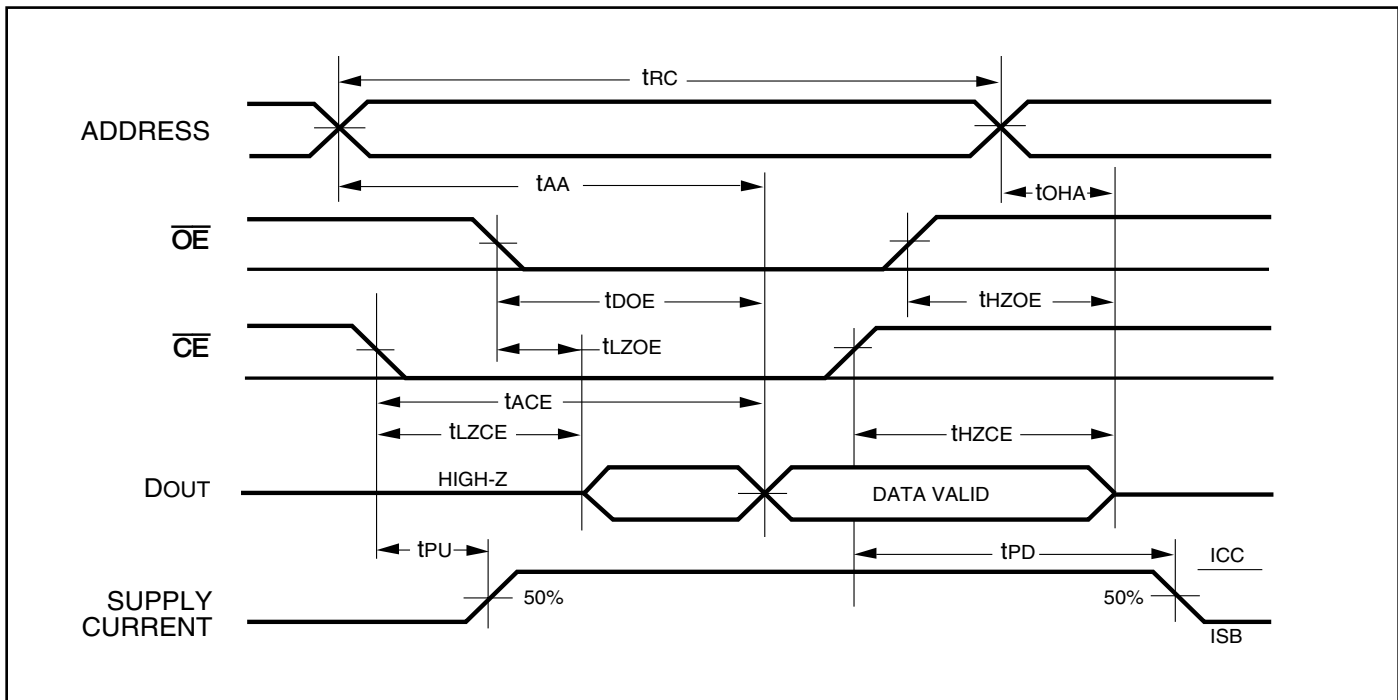 tRC
ADDRESS
tAA
tOHA
OE
tDOE
tHZOE
CE
tLZOE
tACE
tLZCE
tHZCE
DOUT
HIGH-Z
DATA VALID
tPU
tPD
ICC
SUPPLY
CURRENT
50%
50%
ISB